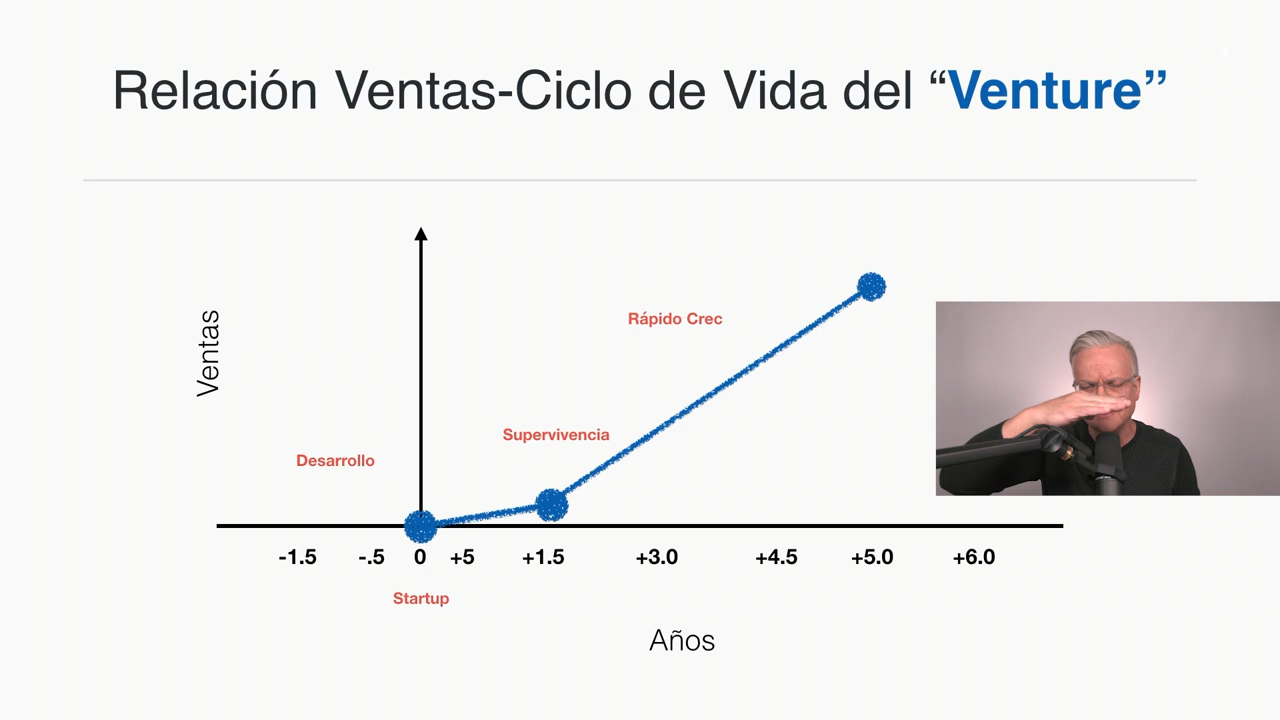 Relación Ventas-Ciclo de Vida del “Venture”
Ventas
Rápido Crec
Supervivencia
Desarrollo
-1.5 -.5 0 +5 +1.5 +3.0 +4.5 +5.0 +6.0
Startup
Años